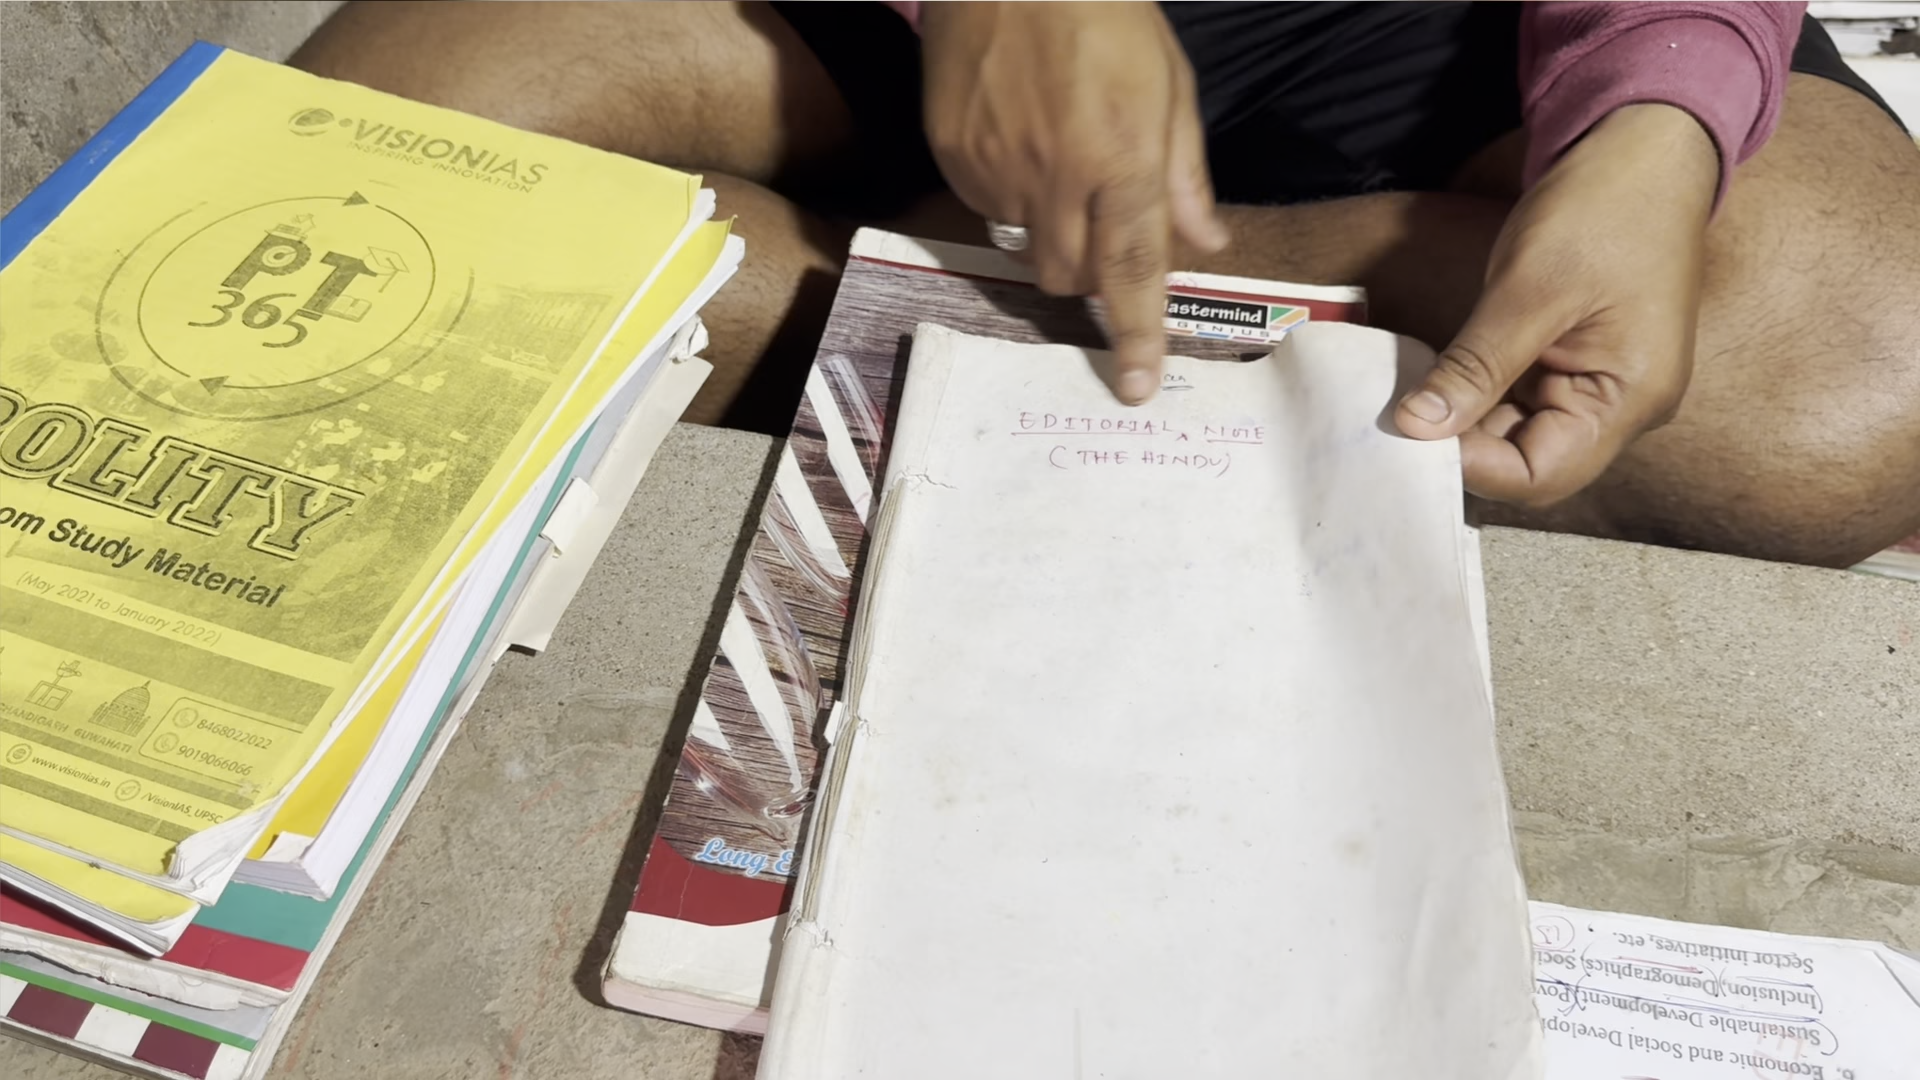 VISIONIAS
INSPIRING INNOVATION
PT
365
OLITY
om Study Material
(May 2021 to January 2022)
CHANDIGARH GUWAHATI
8468022022
9019066066
www.visionias.in
/VisionIAS_UPSC
astermind
GENIUS
Long E
EDITORIAL NOTE
(THE HINDU)
6. Economic and Social Develop
Sustainable Development, Pov
Inclusion, Demographics, Soci
Sector initiatives, etc.